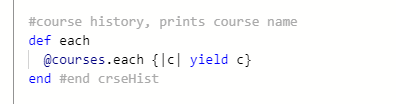 #course history, prints course name
def each
@courses.each {|c| yield c}
end #end crseHist